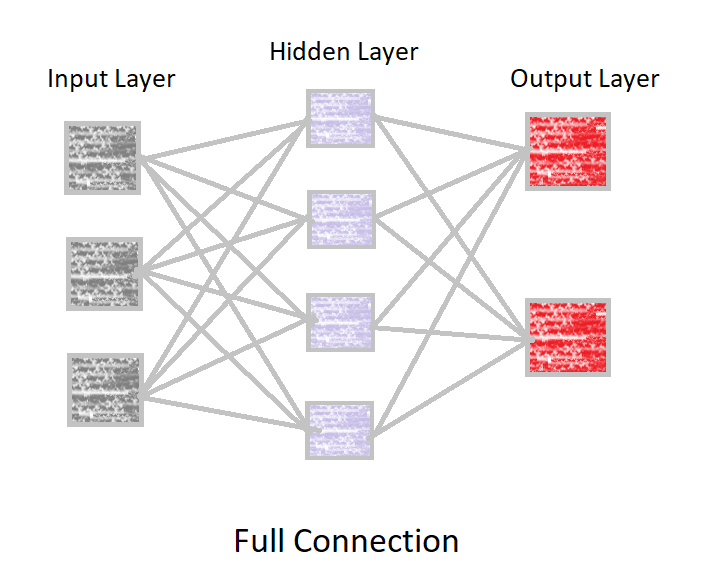 Hidden Layer
Input Layer
Output Layer
Full Connection